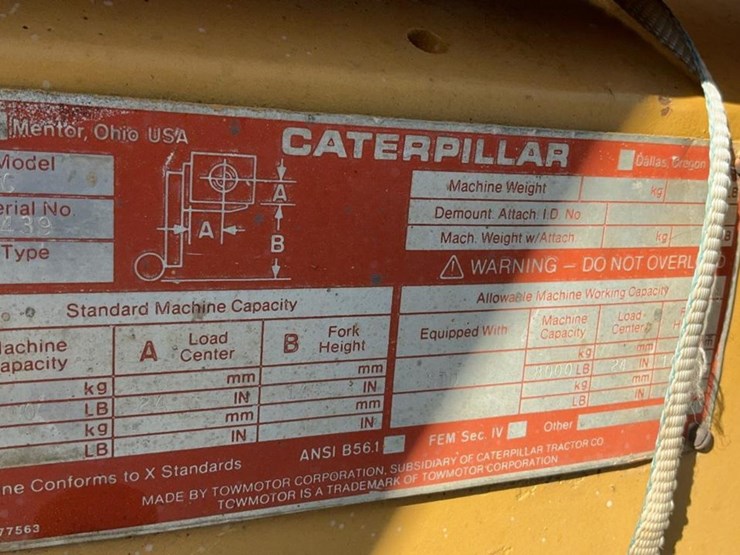 Mentor, Ohio USA
CATERPILLAR
Dallas, Oregon
Model
Machine Weight kg
Demount. Attach. I.D. No
Mach. Weight w/Attach. kg
B
erial No
39
Type
A
A
B
WARNING — DO NOT OVERL
Standard Machine Capacity
Allowable Machine Working Capacity
achine
apacity
A Load
Center
B Fork
Height
Equipped With
Machine
Capacity
Load
Center
kg mm mm
LB IN IN
kg mm mm
LB IN IN
kg mm
8000 LB 24 IN
kg mm
LB IN
ne Conforms to X Standards
ANSI B56.1
FEM Sec. IV
Other
MADE BY TOWMOTOR CORPORATION, SUBSIDIARY OF CATERPILLAR TRACTOR CO
TOWMOTOR IS A TRADEMARK OF TOWMOTOR CORPORATION
77563